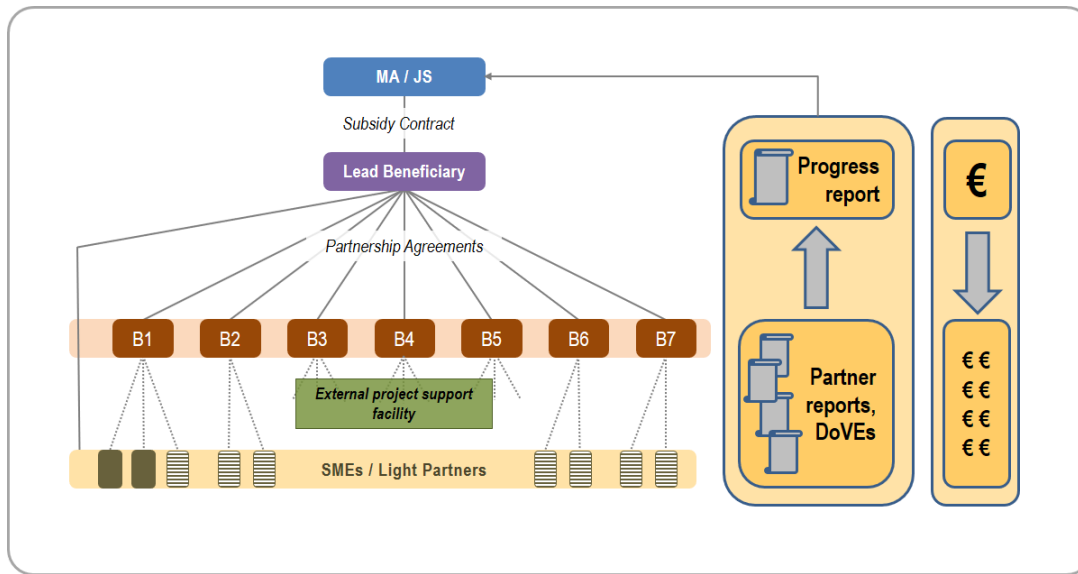 MA / JS
Subsidy Contract
Lead Beneficiary
Partnership Agreements
B1 B2 B3 B4 B5 B6 B7
External project support
facility
SMEs / Light Partners
Progress
report
Partner
reports,
DoVEs
€
€ €
€ €
€ €
€ €